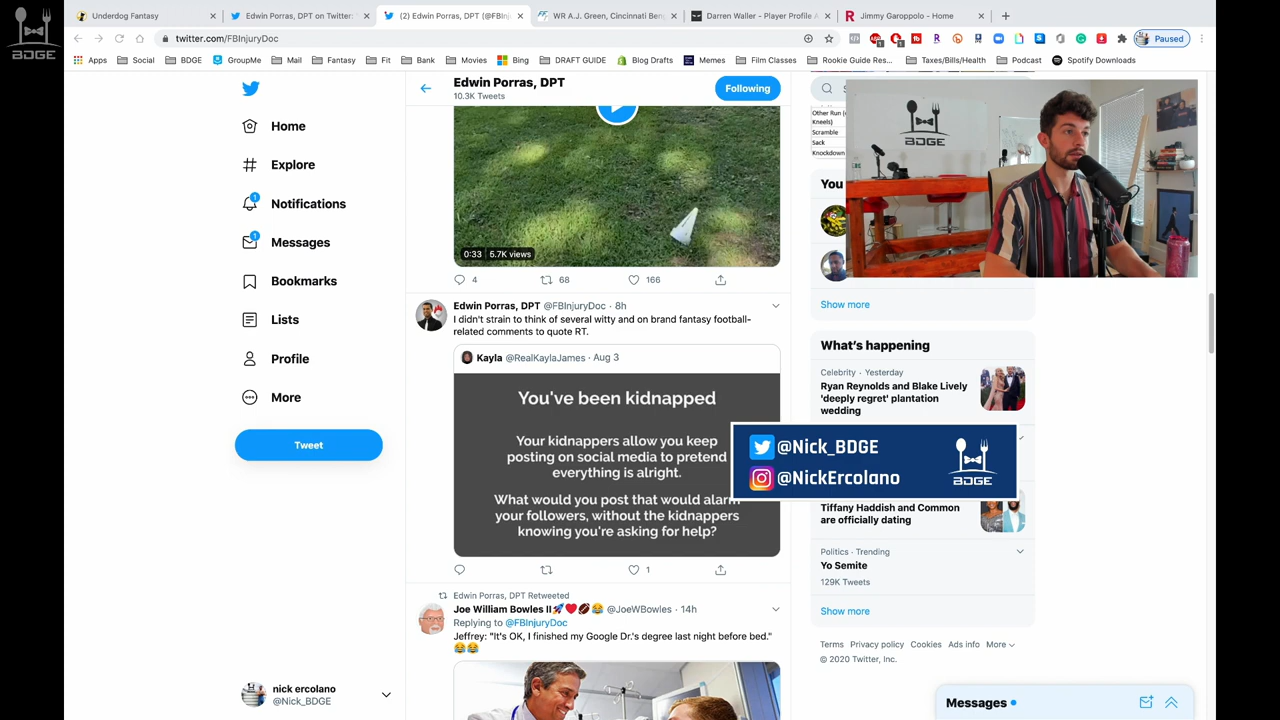 BDGE
Underdog Fantasy
Edwin Porras, DPT on Twitter:
(2) Edwin Porras, DPT (@FBInj
WR A.J. Green, Cincinnati Ben
Darren Waller - Player Profile A
Jimmy Garoppolo - Home
twitter.com/FBInjuryDoc
Paused
Apps
Social
BDGE
GroupMe
Mail
Fantasy
Fit
Bank
Movies
Bing
DRAFT GUIDE
Blog Drafts
Memes
Film Classes
Rookie Guide Res...
Taxes/Bills/Health
Podcast
Spotify Downloads
Home
Explore
Notifications
1
Messages
1
Bookmarks
Lists
Profile
More
Tweet
nick ercolano
@Nick_BDGE
Edwin Porras, DPT
10.3K Tweets
Following
0:33 5.7K views
4
68
166
Edwin Porras, DPT @FBInjuryDoc · 8h
I didn't strain to think of several witty and on brand fantasy football-
related comments to quote RT.
Kayla @RealKaylaJames · Aug 3
You've been kidnapped
Your kidnappers allow you keep
posting on social media to pretend
everything is alright.
What would you post that would alarm
your followers, without the kidnappers
knowing you're asking for help?
1
Edwin Porras, DPT Retweeted
Joe William Bowles II🚀❤️🏈😂 @JoeWBowles · 14h
Replying to @FBInjuryDoc
Jeffrey: "It's OK, I finished my Google Dr.'s degree last night before bed."
😂😂
S
Other Run (
Kneels)
Scramble
Sack
Knockdown
BDGE
You
Show more
What's happening
Celebrity · Yesterday
Ryan Reynolds and Blake Lively
'deeply regret' plantation
wedding
@Nick_BDGE
@NickErcolano
BDGE
Tiffany Haddish and Common
are officially dating
Politics · Trending
Yo Semite
129K Tweets
Show more
Terms Privacy policy Cookies Ads info More
© 2020 Twitter, Inc.
Messages